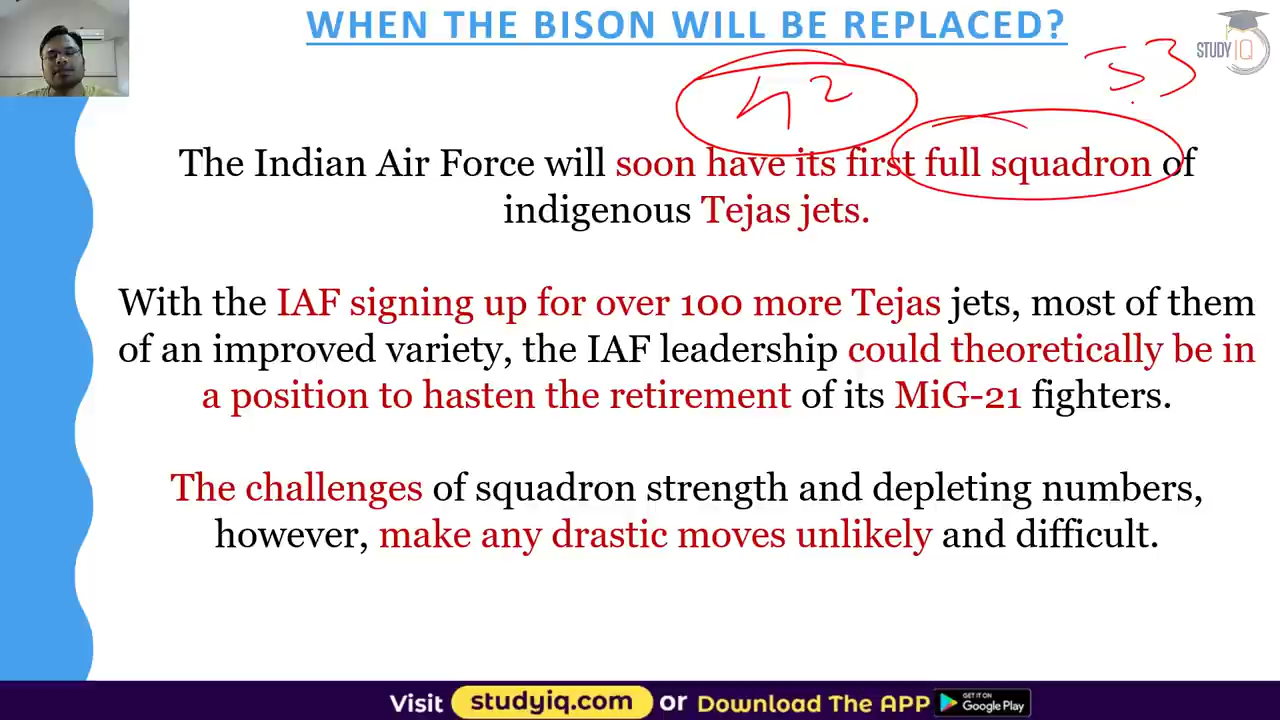 WHEN THE BISON WILL BE REPLACED?
STUDY IQ
42
33
The Indian Air Force will soon have its first full squadron of
indigenous Tejas jets.
With the IAF signing up for over 100 more Tejas jets, most of them
of an improved variety, the IAF leadership could theoretically be in
a position to hasten the retirement of its MiG-21 fighters.
The challenges of squadron strength and depleting numbers,
however, make any drastic moves unlikely and difficult.
Visit studyiq.com or Download The APP GET IT ON Google Play